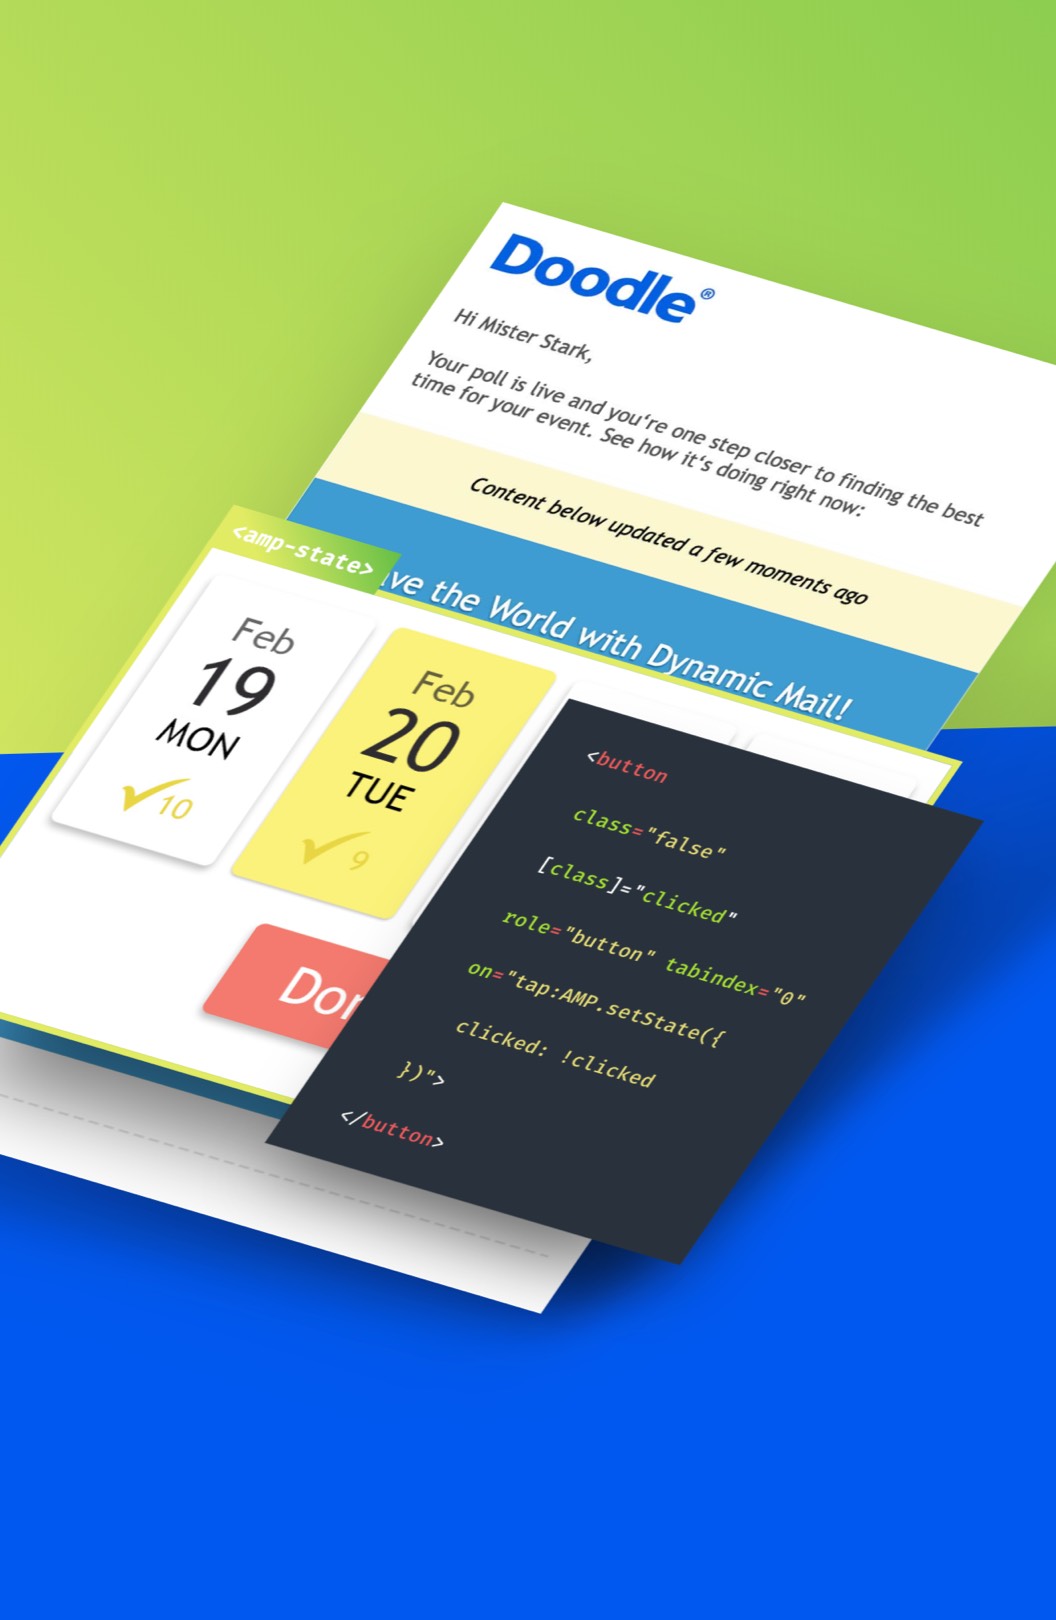 Doodle®
Hi Mister Stark,
Your poll is live and you‘re one step closer to finding the best
time for your event. See how it‘s doing right now:
Content below updated a few moments ago
the World with Dynamic Mail!
<amp-state>
Feb
19
MON
10
Feb
20
TUE
9
<button
class="false"
[class]="clicked"
role="button" tabindex="0"
on="tap:AMP.setState({
clicked: !clicked
})">
</button>